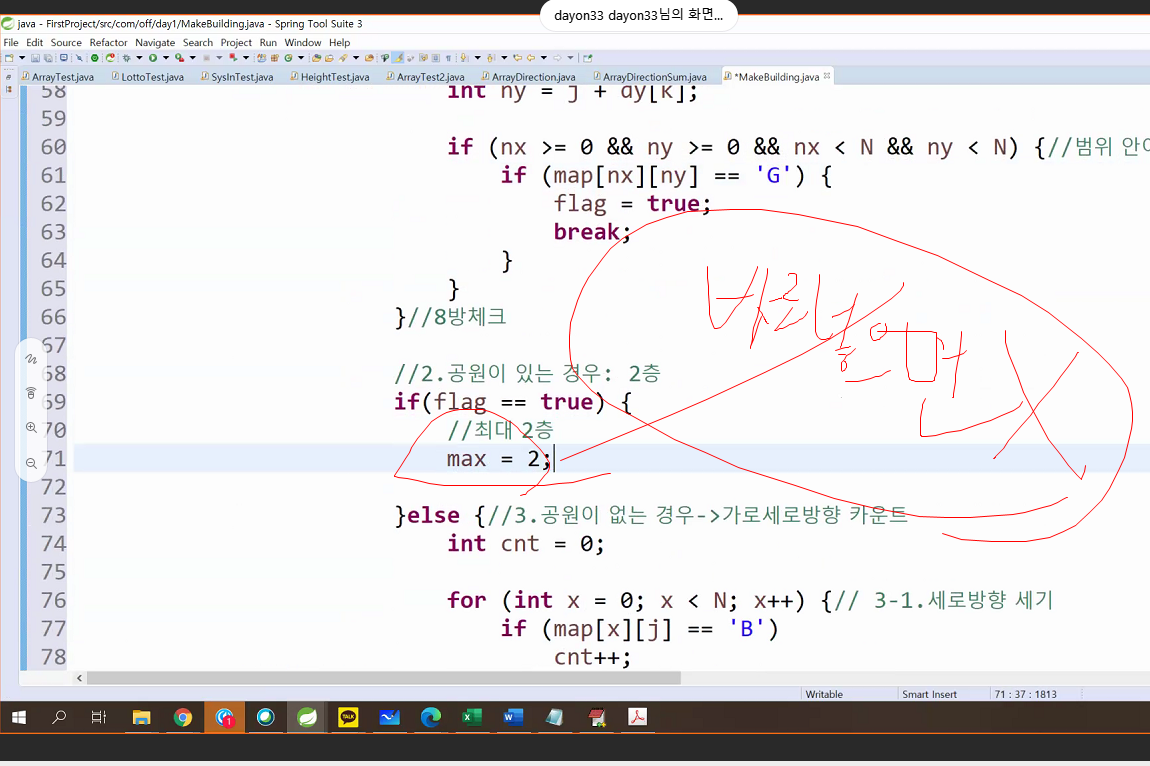 dayon33 dayon33님의 화면...
java - FirstProject/src/com/off/day1/MakeBuilding.java - Spring Tool Suite 3
File Edit Source Refactor Navigate Search Project Run Window Help
ArrayTest.java LottoTest.java SysInTest.java HeightTest.java ArrayTest2.java ArrayDirection.java ArrayDirectionSum.java *MakeBuilding.java
58 int ny = j + dy[k];
59
60 if (nx >= 0 && ny >= 0 && nx < N && ny < N) {//범위
61 if (map[nx][ny] == 'G') {
62 flag = true;
63 break;
64 }
65 }
66 }//8방체크
67
68 //2.공원이 있는 경우: 2층
69 if(flag == true) {
70 //최대 2층
71 max = 2;
72
73 }else {//3.공원이 없는 경우->가로세로방향 카운트
74 int cnt = 0;
75
76 for (int x = 0; x < N; x++) {// 3-1.세로방향 세기
77 if (map[x][j] == 'B')
78 cnt++;
Writable Smart Insert 71 : 37 : 1813
TALK
1